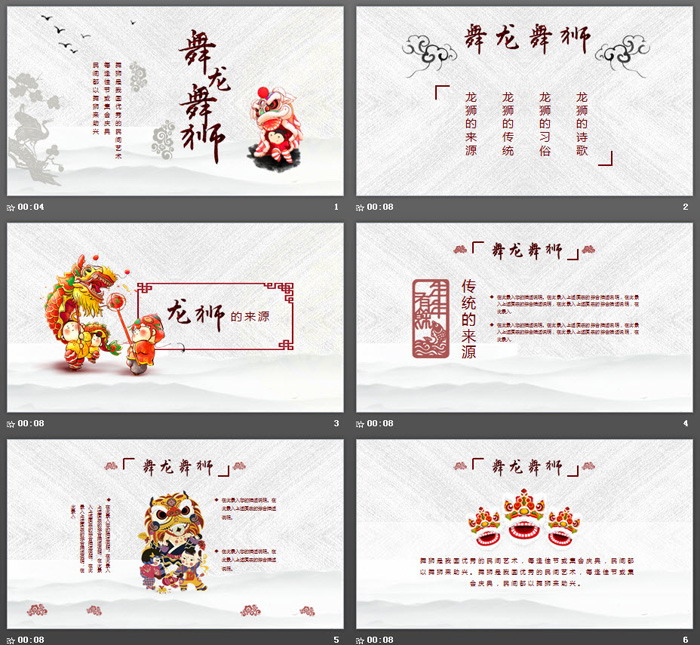 舞龙舞狮
舞狮是我国优秀的民间艺术
每逢佳节或集会庆典
民间都以舞狮来助兴
00:04
1
舞龙舞狮
龙狮的来源
龙狮的传统
龙狮的习俗
龙狮的诗歌
00:08
2
龙狮的来源
00:08
3
舞龙舞狮
年年有餘
传统的来源
00:08
4
舞龙舞狮
00:08
5
舞龙舞狮
舞狮是我国优秀的民间艺术，每逢佳节或集会庆典，民间都
以舞狮来助兴。舞狮是我国优秀的民间艺术，每逢佳节或集
会庆典，民间都以舞狮来助兴。
00:08
6